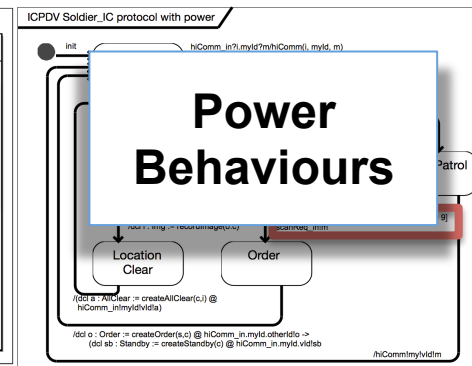 ICPDV Soldier_IC protocol with power
init
hiComm_in?i.myId?m/hiComm(i, myId, m)
Power
Behaviours
Patrol
9]
/dcl i : img := recordImage(b.c)
scanReq_in!m
Location
Clear
Order
/(dcl a : AllClear := createAllClear(c,i) @
hiComm_in!myId!vId!a)
/dcl o : Order := createOrder(s,c) @ hiComm_in.myId.otherId!o ->
(dcl sb : Standby := createStandby(c) @ hiComm_in.myId.vId!sb
/hiComm!my!vId!m